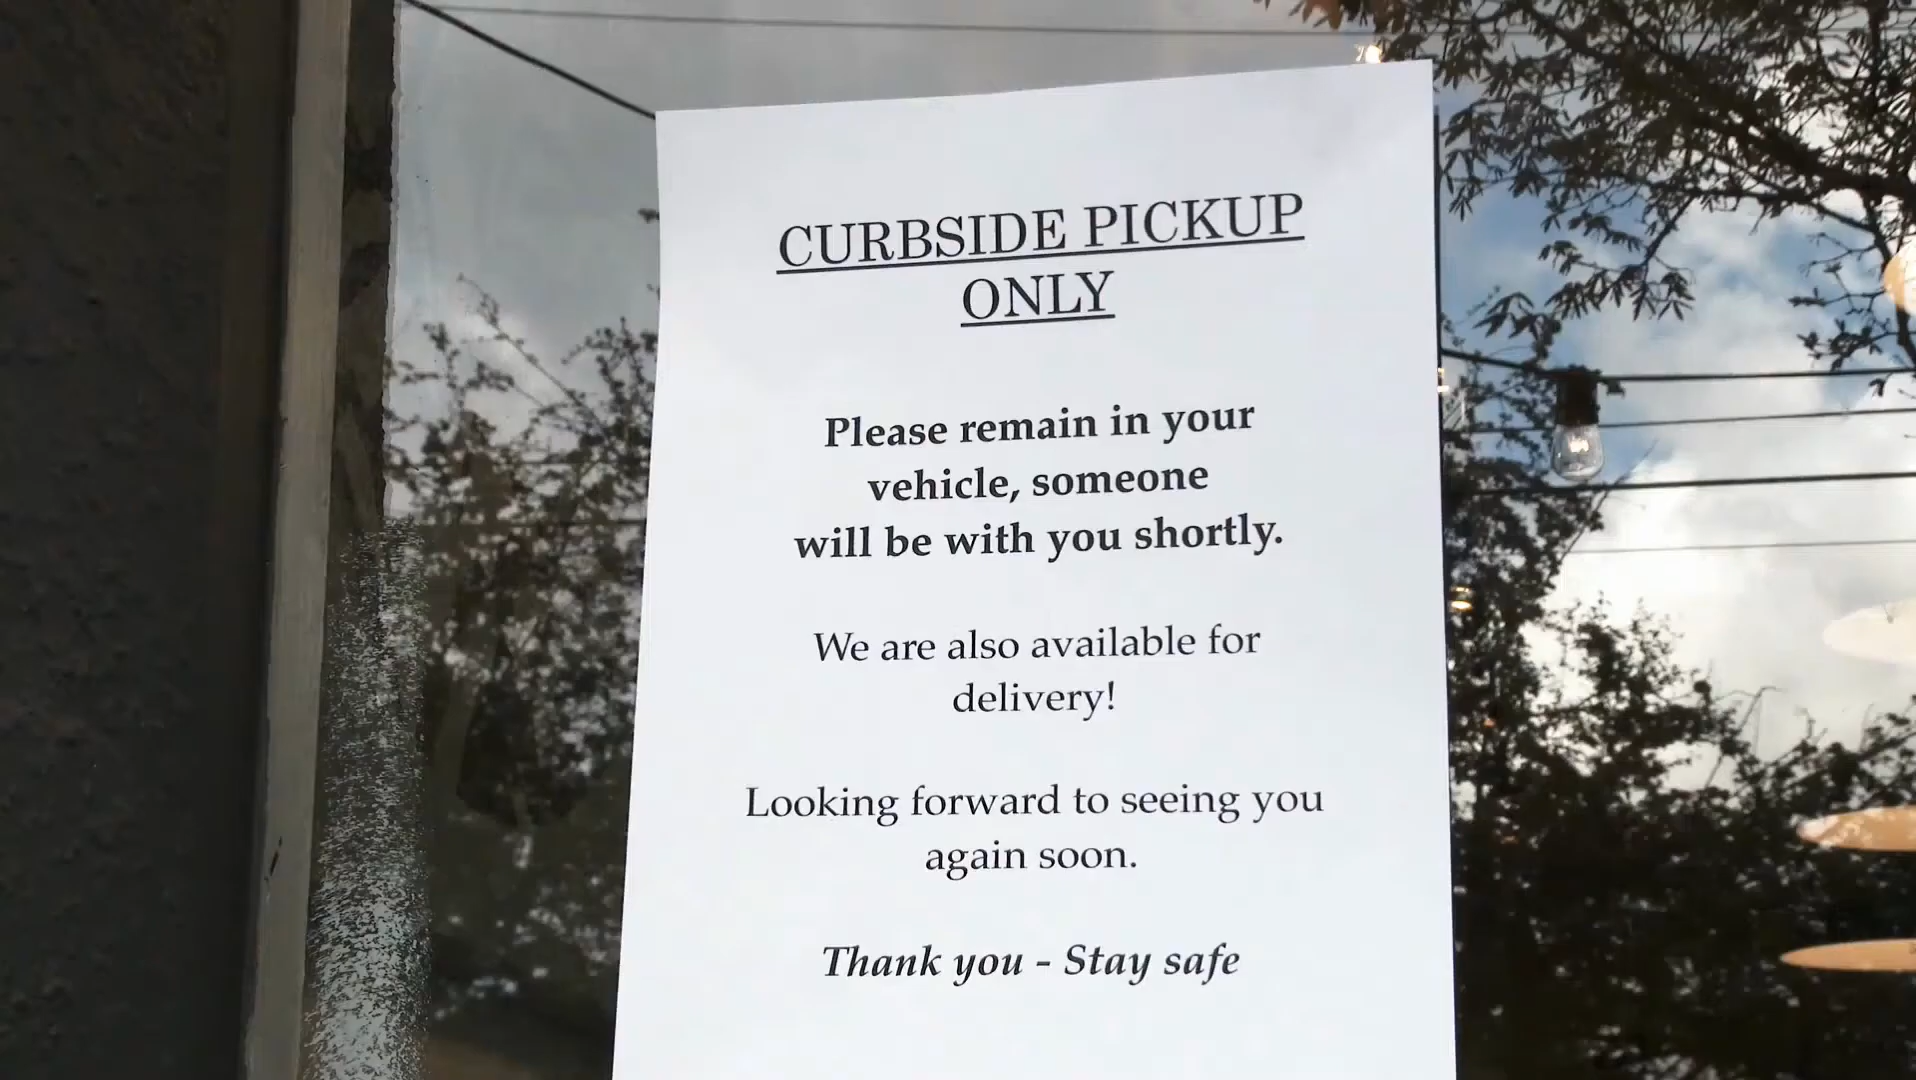 CURBSIDE PICKUP
ONLY
Please remain in your
vehicle, someone
will be with you shortly.
We are also available for
delivery!
Looking forward to seeing you
again soon.
Thank you - Stay safe